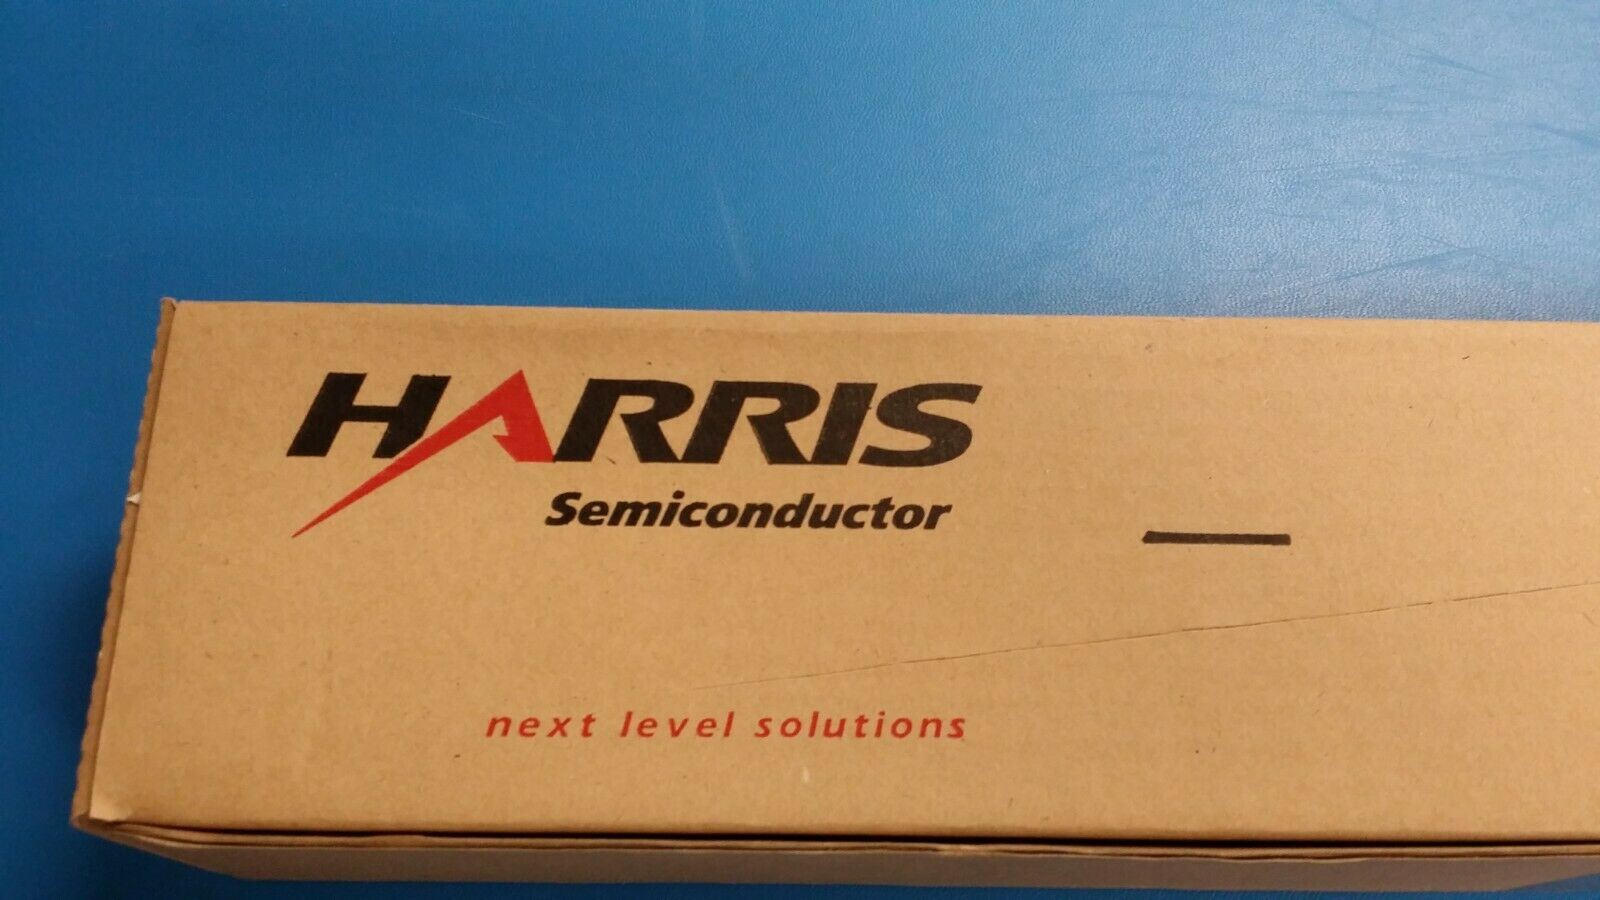 HARRIS
Semiconductor
next level solutions